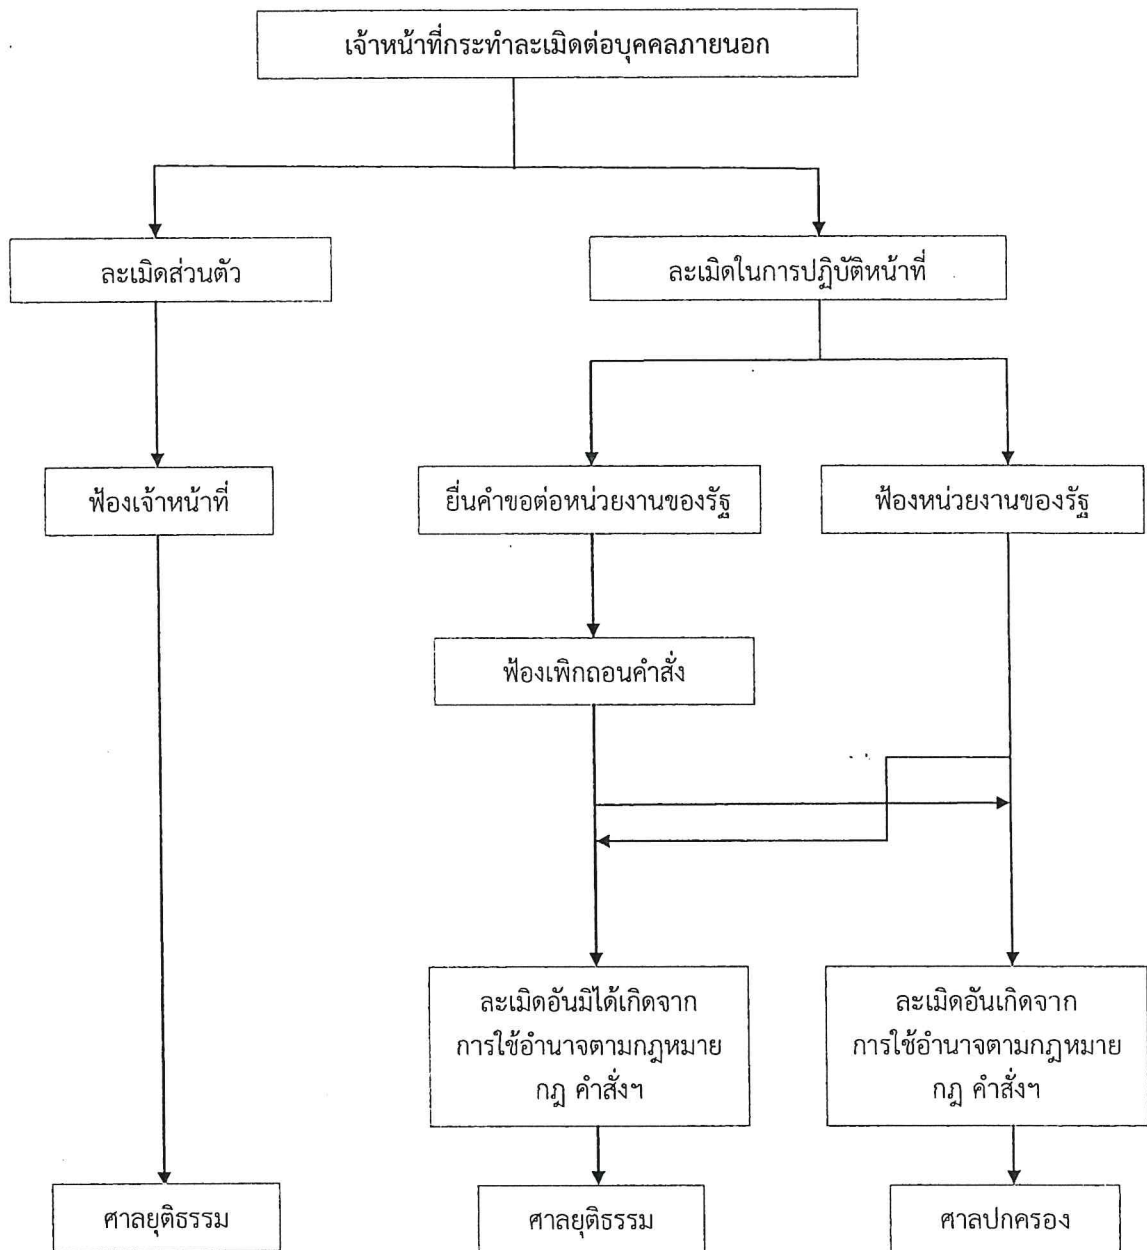 เจ้าหน้าที่กระทำละเมิดต่อบุคคลภายนอก
ละเมิดส่วนตัว
ละเมิดในการปฏิบัติหน้าที่
ฟ้องเจ้าหน้าที่
ยื่นคำขอต่อหน่วยงานของรัฐ
ฟ้องหน่วยงานของรัฐ
ฟ้องเพิกถอนคำสั่ง
ละเมิดอันมิได้เกิดจาก
การใช้อำนาจตามกฎหมาย
กฎ คำสั่งฯ
ละเมิดอันเกิดจาก
การใช้อำนาจตามกฎหมาย
กฎ คำสั่งฯ
ศาลยุติธรรม
ศาลยุติธรรม
ศาลปกครอง